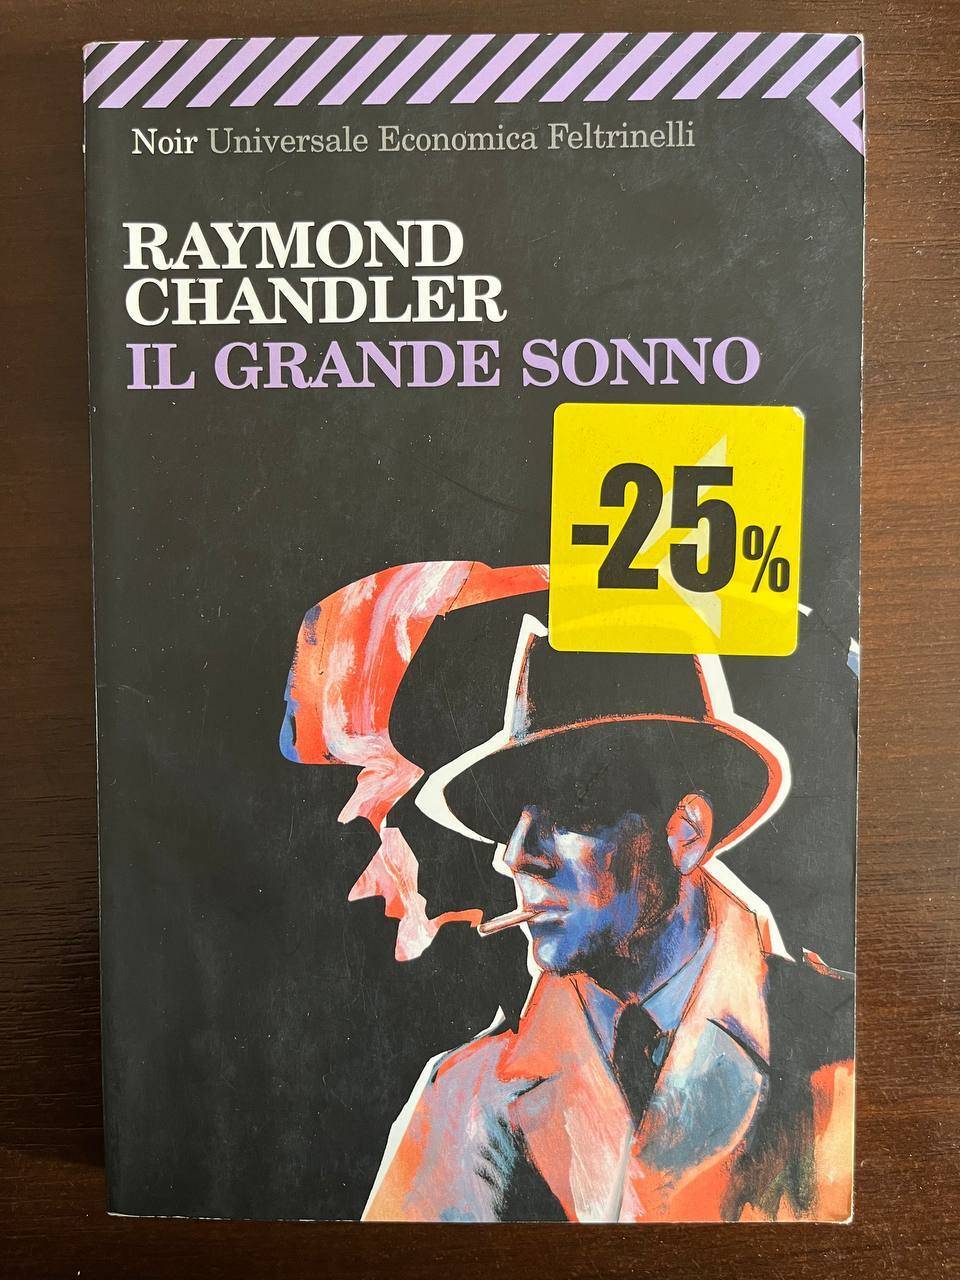 Noir Universale Economica Feltrinelli
RAYMOND
CHANDLER
IL GRANDE SONNO
-25%